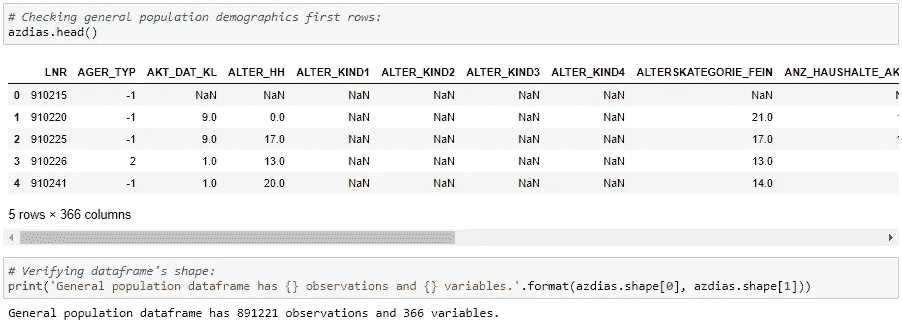 # Checking general population demographics first rows:
azdias.head()
LNR AGER_TYP AKT_DAT_KL ALTER_HH ALTER_KIND1 ALTER_KIND2 ALTER_KIND3 ALTER_KIND4 ALTERSKATEGORIE_FEIN ANZ_HAUSHALTE_AK
0 910215 -1 NaN NaN NaN NaN NaN NaN NaN
1 910220 -1 9.0 0.0 NaN NaN NaN NaN 21.0
2 910225 -1 9.0 17.0 NaN NaN NaN NaN 17.0
3 910226 2 1.0 13.0 NaN NaN NaN NaN 13.0
4 910241 -1 1.0 20.0 NaN NaN NaN NaN 14.0
5 rows × 366 columns
# Verifying dataframe's shape:
print('General population dataframe has {} observations and {} variables.'.format(azdias.shape[0], azdias.shape[1]))
General population dataframe has 891221 observations and 366 variables.